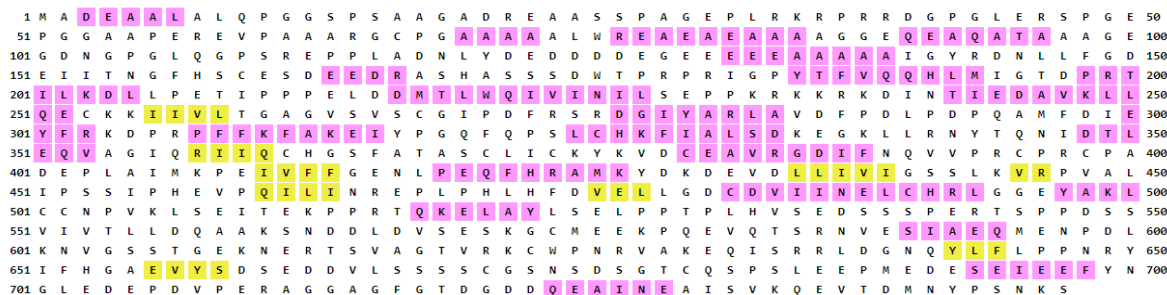 1 M A D E A A L A L Q P G G S P S A A G A D R E A A S S P A G E P L R K R P R R D G P G L E R S P G E 50
51 P G G A A P E R E V P A A A R G C P G A A A A A L W R E A E A E A A A A G G E Q E A Q A T A A A G E 100
101 G D N G P G L Q G P S R E P P L A D N L Y D E D D D D E G E E E E E A A A A A I G Y R D N L L F G D 150
151 E I I T N G F H S C E S D E E D R A S H A S S S D W T P R P R I G P Y T F V Q Q H L M I G T D P R T 200
201 I L K D L L P E T I P P P E L D D M T L W Q I V I N I L S E P P K R K K R K D I N T I E D A V K L L 250
251 Q E C K K I I V L T G A G V S V S C G I P D F R S R D G I Y A R L A V D F P D L P D P Q A M F D I E 300
301 Y F R K D P R P F F K F A K E I Y P G Q F Q P S L C H K F I A L S D K E G K L L R N Y T Q N I D T L 350
351 E Q V A G I Q R I I Q C H G S F A T A S C L I C K Y K V D C E A V R G D I F N Q V V P R C P R C P A 400
401 D E P L A I M K P E I V F F G E N L P E Q F H R A M K Y D K D E V D L L I V I G S S L K V R P V A L 450
451 I P S S I P H E V P Q I L I N R E P L P H L H F D V E L L G D C D V I I N E L C H R L G G E Y A K L 500
501 C C N P V K L S E I T E K P P R T Q K E L A Y L S E L P P T P L H V S E D S S S P E R T S P P D S S 550
551 V I V T L L D Q A A K S N D D L D V S E S K G C M E E K P Q E V Q T S R N V E S I A E Q M E N P D L 600
601 K N V G S S T G E K N E R T S V A G T V R K C W P N R V A K E Q I S R R L D G N Q Y L F L P P N R Y 650
651 I F H G A E V Y S D S E D D V L S S S S C G S N S D S G T C Q S P S L E E P M E D E S E I E E F Y N 700
701 G L E D E P D V P E R A G G A G F G T D G D D Q E A I N E A I S V K Q E V T D M N Y P S N K S